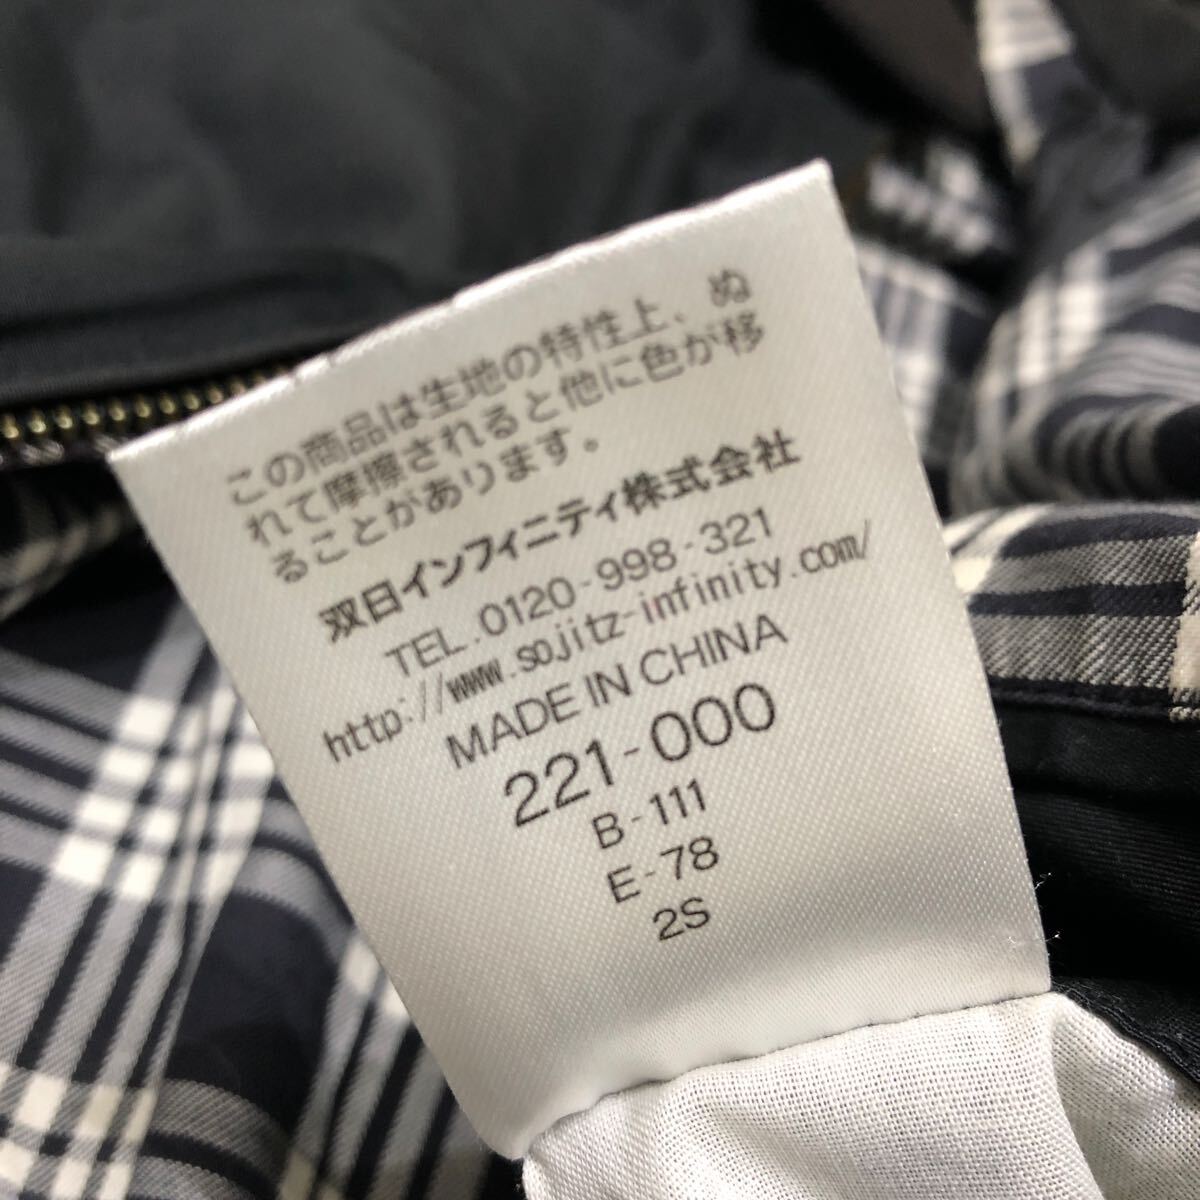 この商品は生地の特性上、ぬ
れて摩擦されると他に色が移
ることがあります。
双日インフィニティ株式会社
TEL.0120-998-321
http://www.sojitz-infinity.com/
MADE IN CHINA
221-000
B-111
E-78
2S